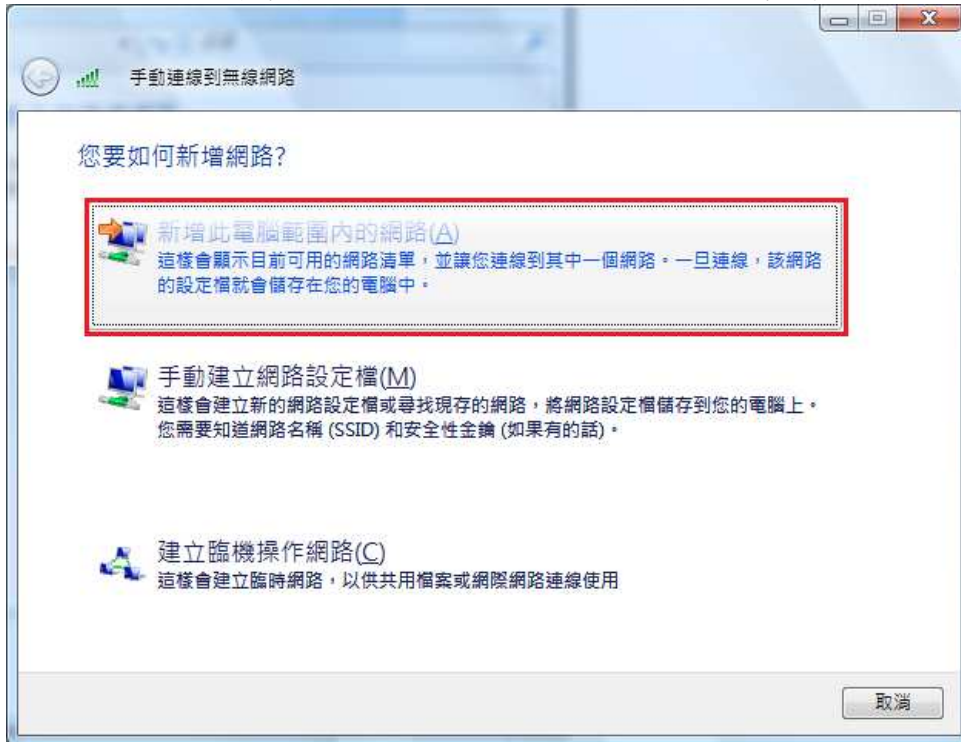 手動連線到無線網路
您要如何新增網路?
新增此電腦範圍內的網路(A)
這樣會顯示目前可用的網路清單，並讓您連線到其中一個網路。一旦連線，該網路
的設定檔就會儲存在您的電腦中。
手動建立網路設定檔(M)
這樣會建立新的網路設定檔或尋找現存的網路，將網路設定檔儲存到您的電腦上。
您需要知道網路名稱 (SSID) 和安全性金鑰 (如果有的話)。
建立臨機操作網路(C)
這樣會建立臨時網路，以供共用檔案或網際網路連線使用
取消